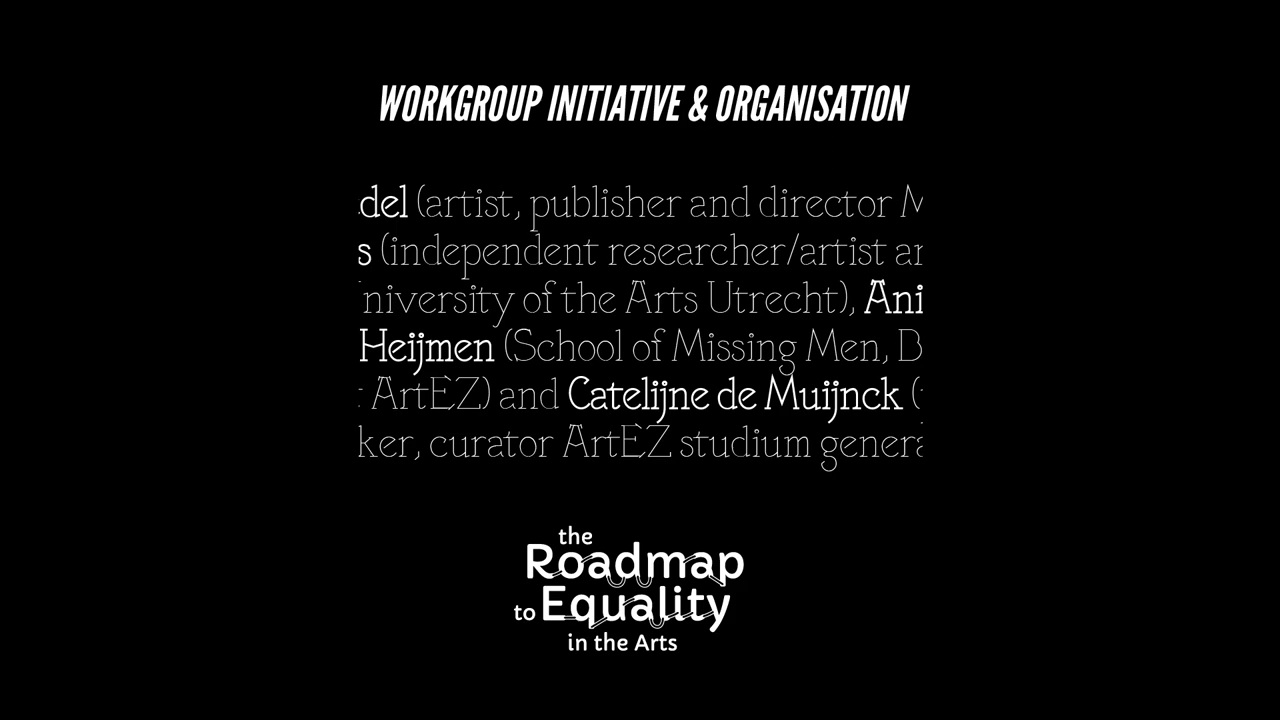 WORKGROUP INITIATIVE & ORGANISATION
del (artist, publisher and director M
s (independent researcher/artist ar
niversity of the Arts Utrecht), Ani
Heijmen (School of Missing Men, B
ArtEZ) and Catelijne de Muijnck (
ker, curator ArtEZ studium genera
the
Roadmap
to Equality
in the Arts